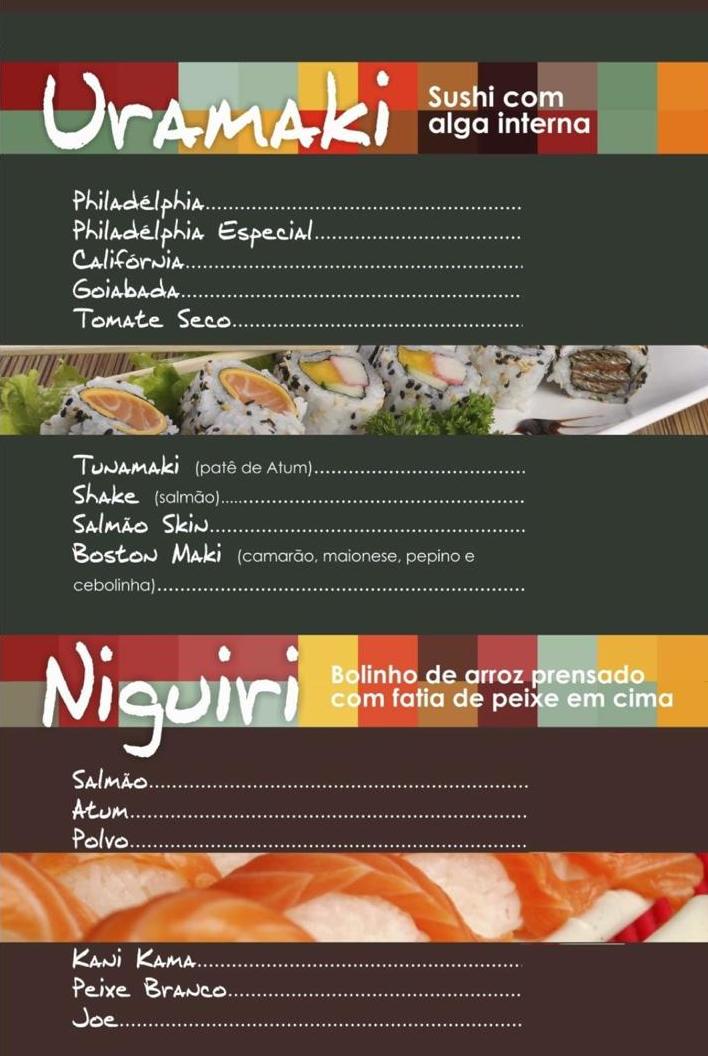 Uramaki
Sushi com
alga interna
Philadélphia
Philadélphia Especial
Califórnia
Goiabada
Tomate Seco
Tunamaki (patê de Atum)
Shake (salmão)
Salmão Skin
Boston Maki (camarão, maionese, pepino e
cebolinha)
Niguiri
Bolinho de arroz prensado
com fatia de peixe em cima
Salmão
Atum
Polvo
Kani Kama
Peixe Branco
Joe